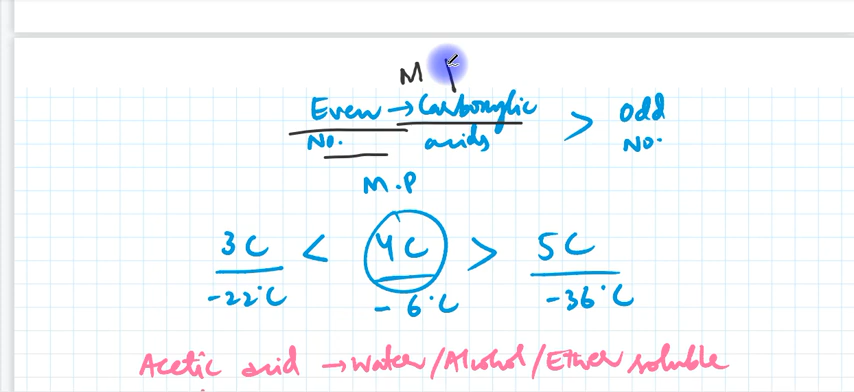 M
Even → Carboxylic > Odd
No. acids No.
M.P
3C < 4C > 5C
-22°C -6°C -36°C
Acetic acid → Water/Alcohol/Ether soluble